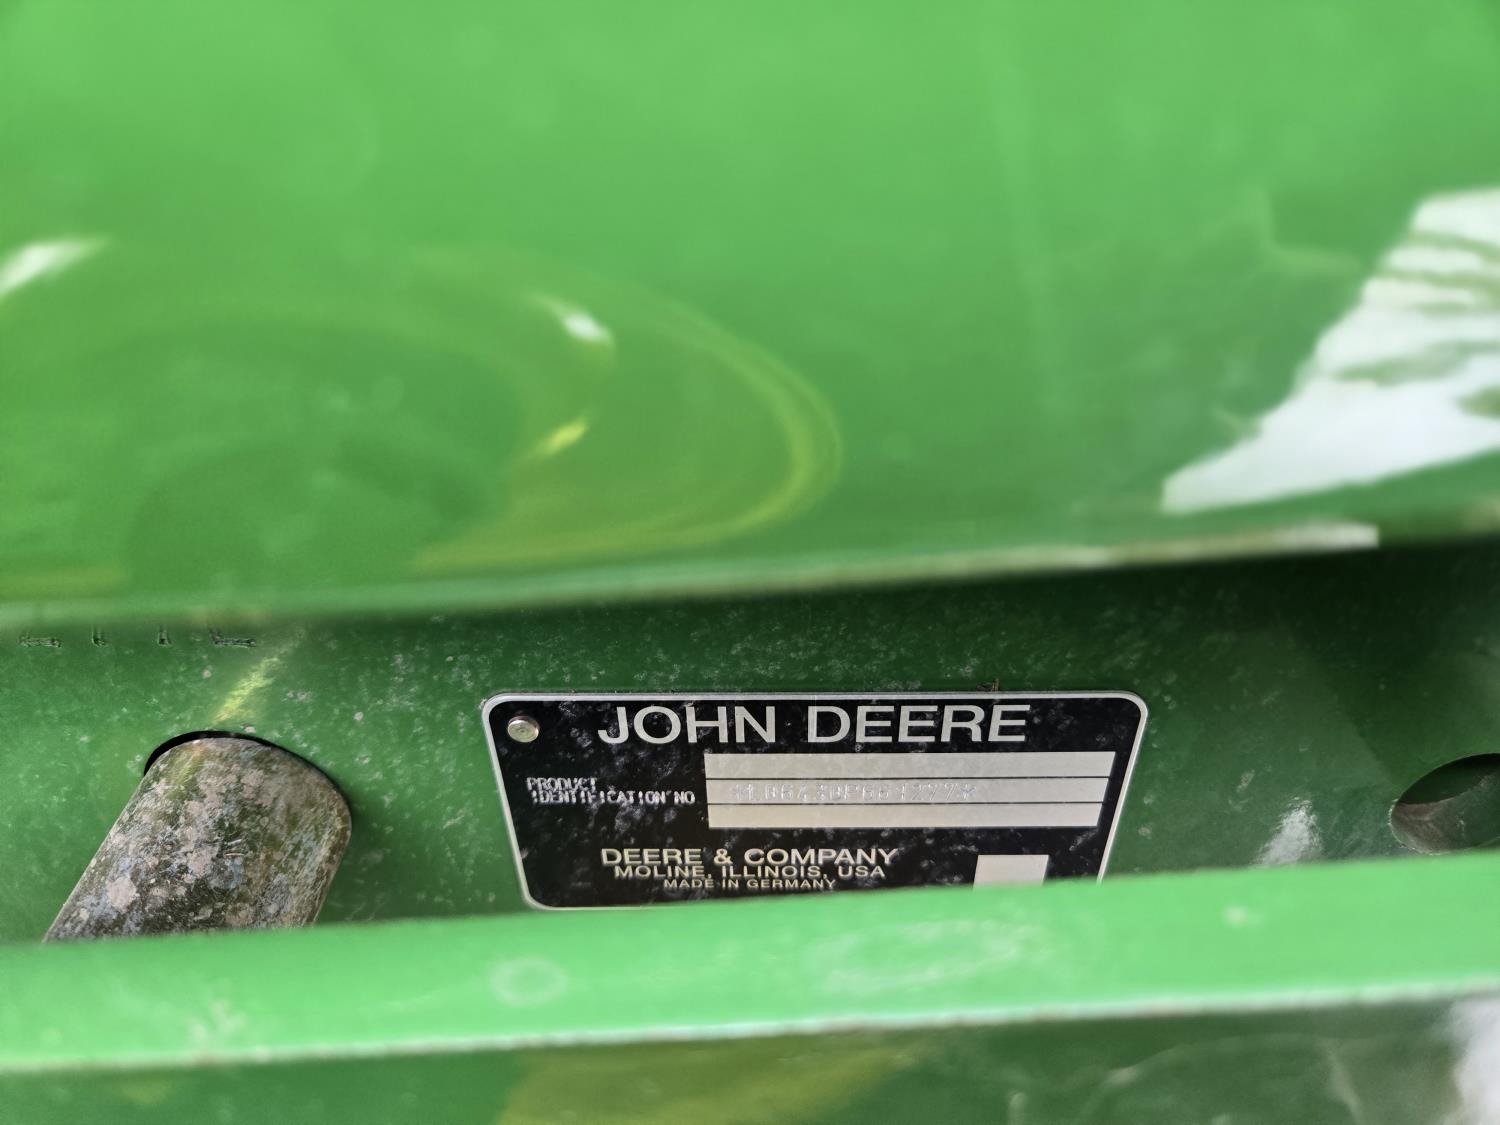 JOHN DEERE
PRODUCT
IDENTIFICATION NO
DEERE & COMPANY
MOLINE, ILLINOIS, USA
MADE IN GERMANY